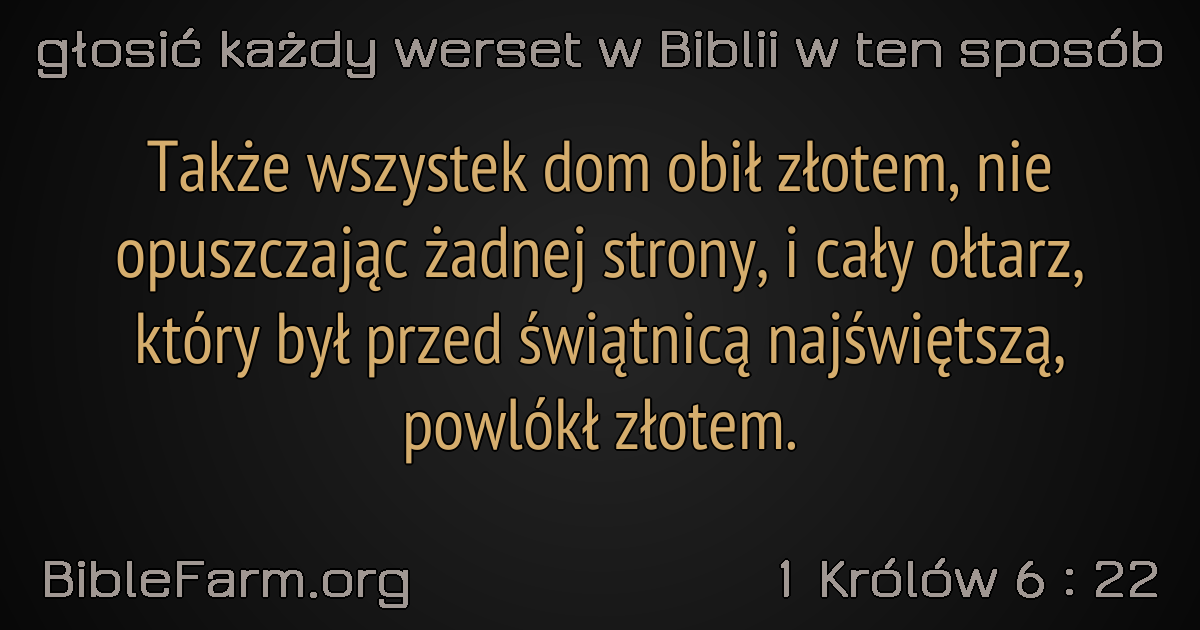 głosić każdy werset w Biblii w ten sposób
Także wszystek dom obił złotem, nie
opuszczając żadnej strony, i cały ołtarz,
który był przed świątnicą najświętszą,
powlókł złotem.
BibleFarm.org
1 Królów 6 : 22